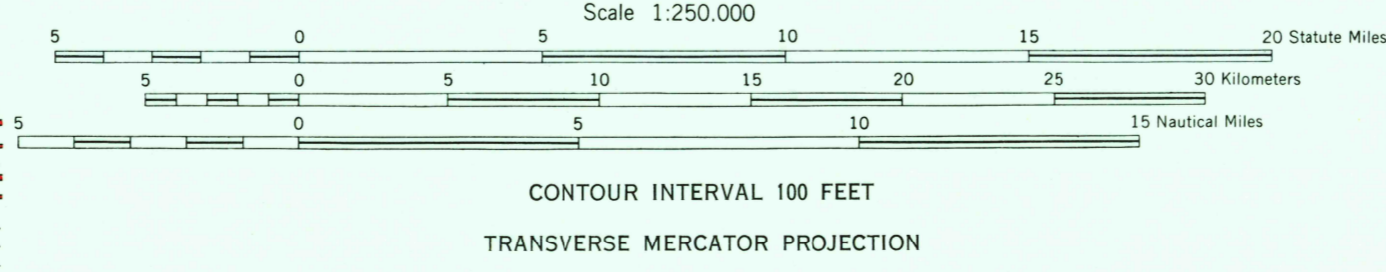 Scale 1:250.000
5 0 5 10 15 20 Statute Miles
5 0 5 10 15 20 25 30 Kilometers
5 0 5 10 15 Nautical Miles
CONTOUR INTERVAL 100 FEET
TRANSVERSE MERCATOR PROJECTION